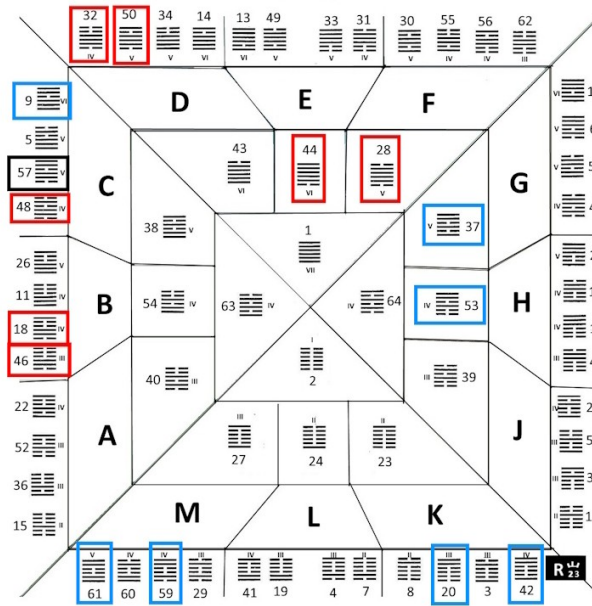 32 50 34 14 13 49 33 31 30 55 56 62
IV V V VI V V V IV V IV IV III
D E F
9 VI
5 V
57 V
48 IV
C
G
43 VI
44 VI
28 V
38 V
V 37
1
VII
26 V
11 IV
18 IV
46 III
B
H
54 IV
63 IV
IV 64
IV 53
I
2
40 III
III 39
A
J
22 IV
52 III
36 III
15 II
III
27
II
24
II
23
M L K
V IV IV III IV III III II II III III IV
61 60 59 29 41 19 4 7 8 20 3 42
R 23